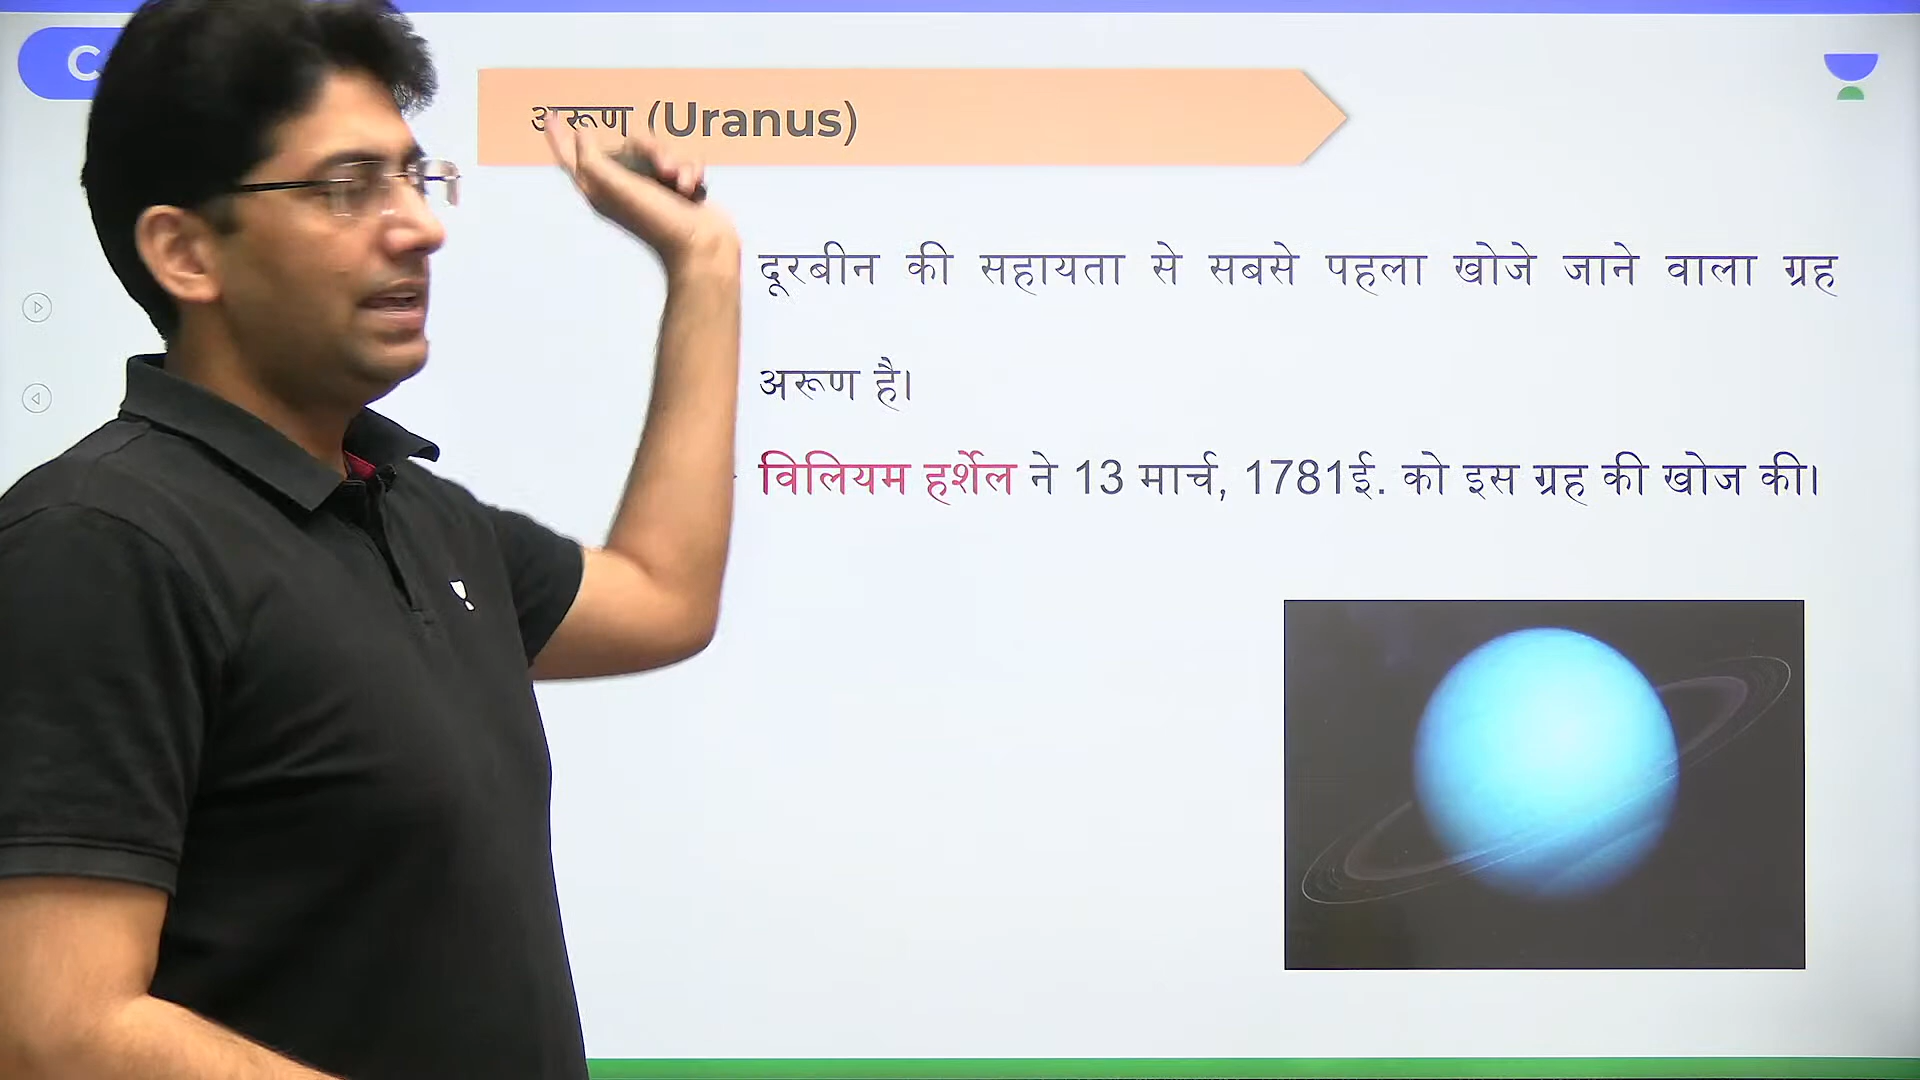 अरूण (Uranus)
दूरबीन की सहायता से सबसे पहला खोजे जाने वाला ग्रह
अरूण है।
विलियम हर्शेल ने 13 मार्च, 1781ई. को इस ग्रह की खोज की।